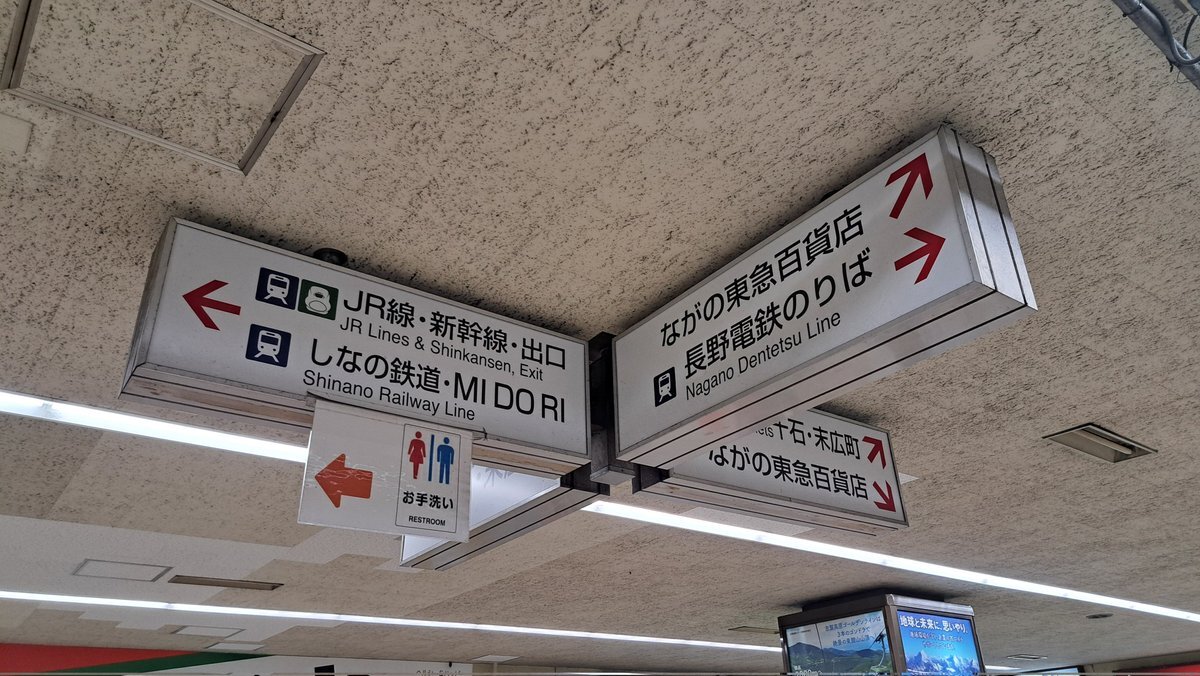 JR線・新幹線・出口
JR Lines & Shinkansen, Exit
しなの鉄道・MIDORI
Shinano Railway Line
お手洗い
RESTROOM
ながの東急百貨店
長野電鉄のりば
Nagano Dentetsu Line
千石・末広町
ながの東急百貨店
地球と未来に、思いやり。